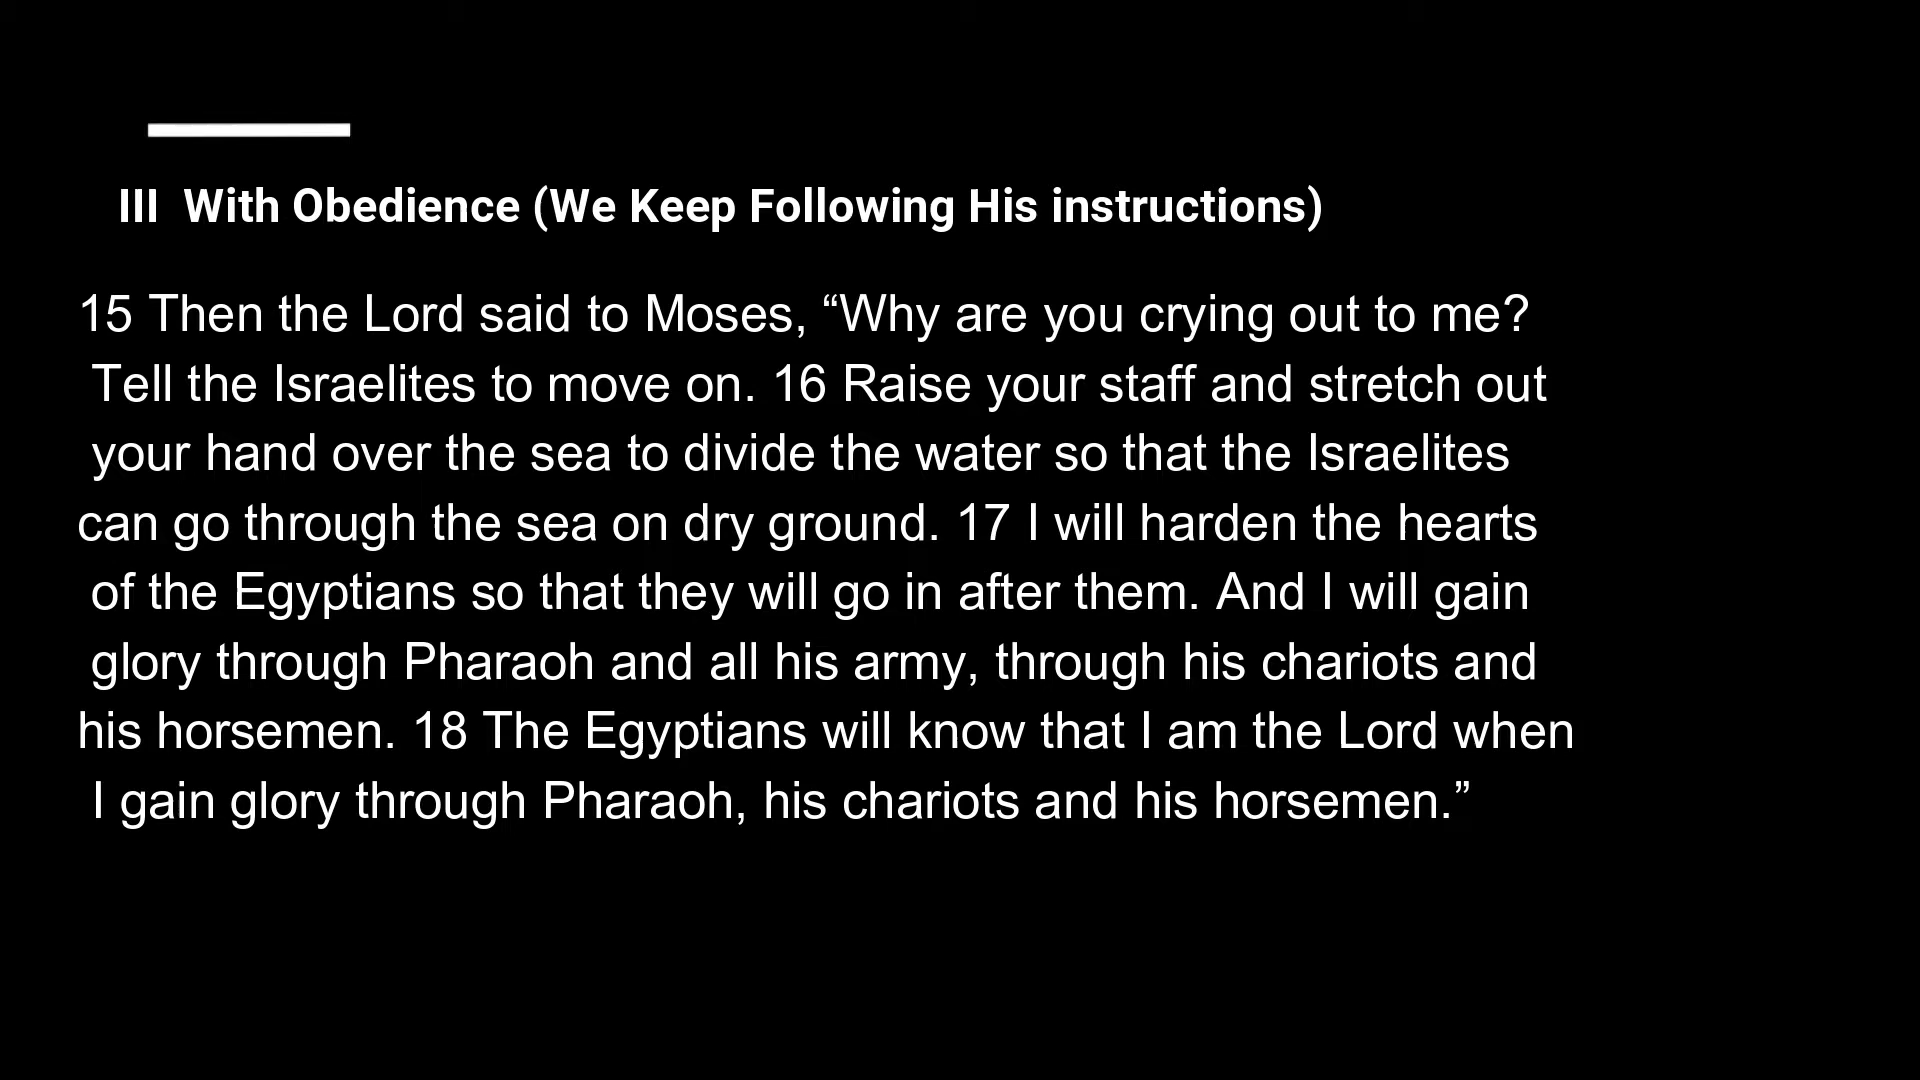 III  With Obedience (We Keep Following His instructions)
15 Then the Lord said to Moses, “Why are you crying out to me?
Tell the Israelites to move on. 16 Raise your staff and stretch out
your hand over the sea to divide the water so that the Israelites
can go through the sea on dry ground. 17 I will harden the hearts
of the Egyptians so that they will go in after them. And I will gain
glory through Pharaoh and all his army, through his chariots and
his horsemen. 18 The Egyptians will know that I am the Lord when
I gain glory through Pharaoh, his chariots and his horsemen.”